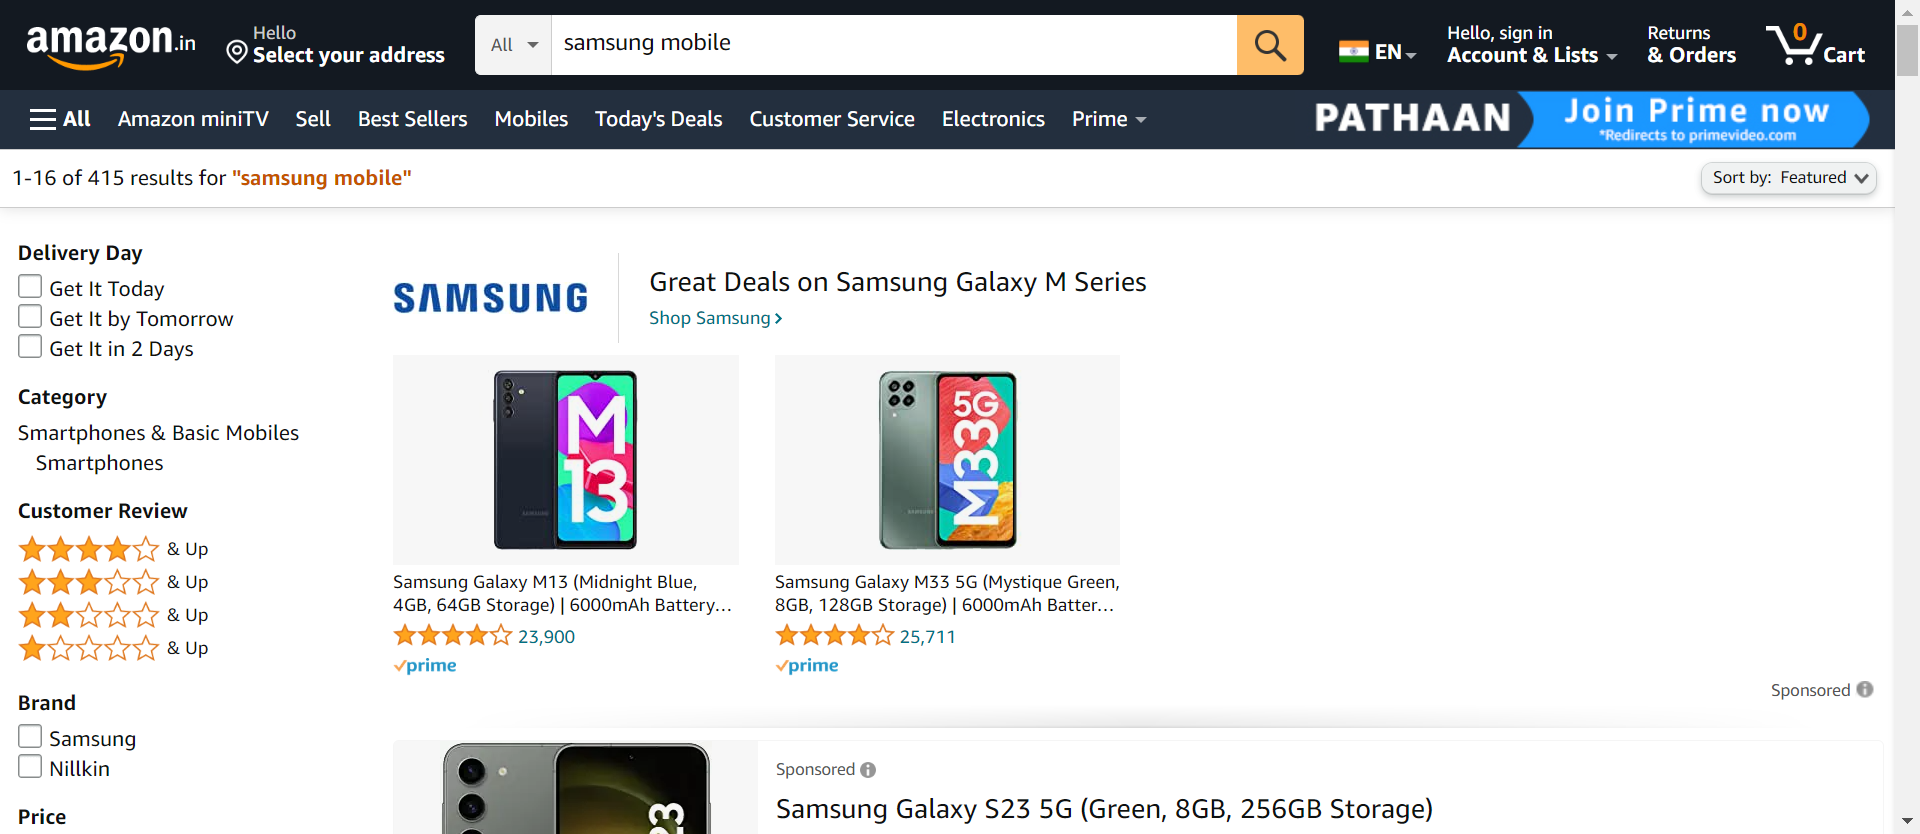 amazon.in
Hello
Select your address
All
samsung mobile
EN
Hello, sign in
Account & Lists
Returns
& Orders
0
Cart
All
Amazon miniTV
Sell
Best Sellers
Mobiles
Today's Deals
Customer Service
Electronics
Prime
PATHAAN
Join Prime now
*Redirects to primevideo.com
1-16 of 415 results for "samsung mobile"
Sort by: Featured
Delivery Day
Get It Today
Get It by Tomorrow
Get It in 2 Days
Category
Smartphones & Basic Mobiles
Smartphones
Customer Review
& Up
& Up
& Up
& Up
Brand
Samsung
Nillkin
Price
SAMSUNG
Great Deals on Samsung Galaxy M Series
Shop Samsung
M
13
SAMSUNG
Samsung Galaxy M13 (Midnight Blue,
4GB, 64GB Storage) | 6000mAh Battery...
23,900
prime
M33 5G
SAMSUNG
Samsung Galaxy M33 5G (Mystique Green,
8GB, 128GB Storage) | 6000mAh Batter...
25,711
prime
Sponsored
23
Sponsored
Samsung Galaxy S23 5G (Green, 8GB, 256GB Storage)